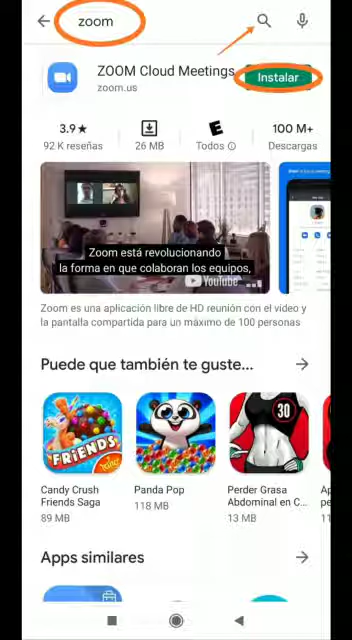 zoom
ZOOM Cloud Meetings
zoom.us
Instalar
3.9★
92 K reseñas
26 MB
E
Todos
100 M+
Descargas
Zoom está revolucionando
la forma en que colaboran los equipos,
YouTube
Zoom es una aplicación libre de HD reunión con el video y
la pantalla compartida para un máximo de 100 personas
Puede que también te guste...
FRIENDS
King
30
Candy Crush
Friends Saga
89 MB
Panda Pop
118 MB
Perder Grasa
Abdominal en C...
13 MB
Apps similares